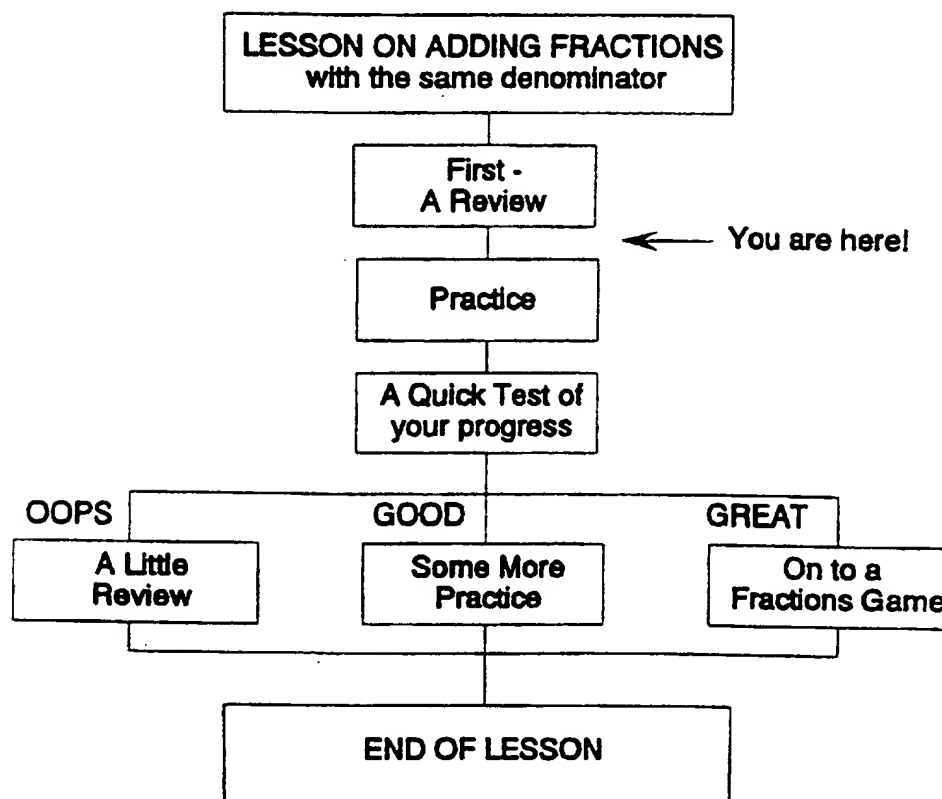 LESSON ON ADDING FRACTIONS
with the same denominator
First -
A Review
You are here!
Practice
A Quick Test of
your progress
OOPS
GOOD
GREAT
A Little
Review
Some More
Practice
On to a
Fractions Game
END OF LESSON